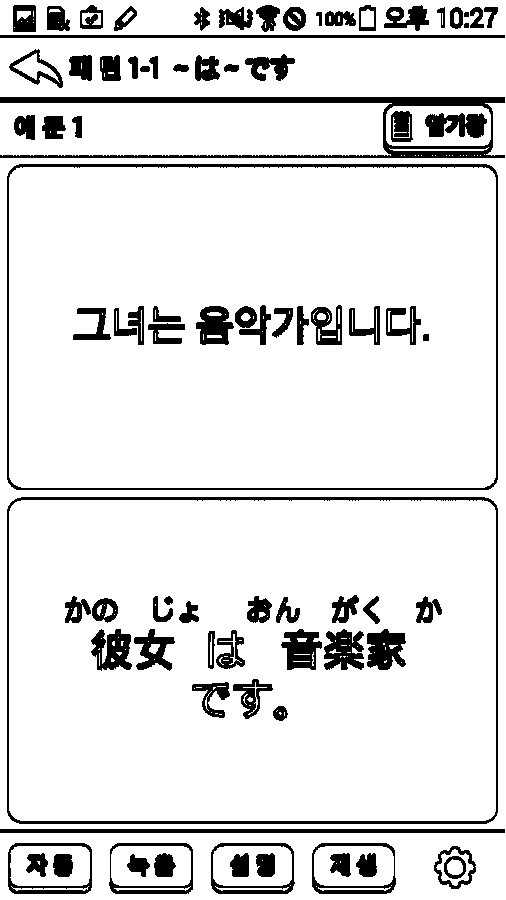 100% 오후 10:27
패턴1-1 ~は~です
예문1
암기장
그녀는 음악가입니다.
かの じょ おん がく か
彼女 は 音楽家
です。
자동 녹음 설명 재생